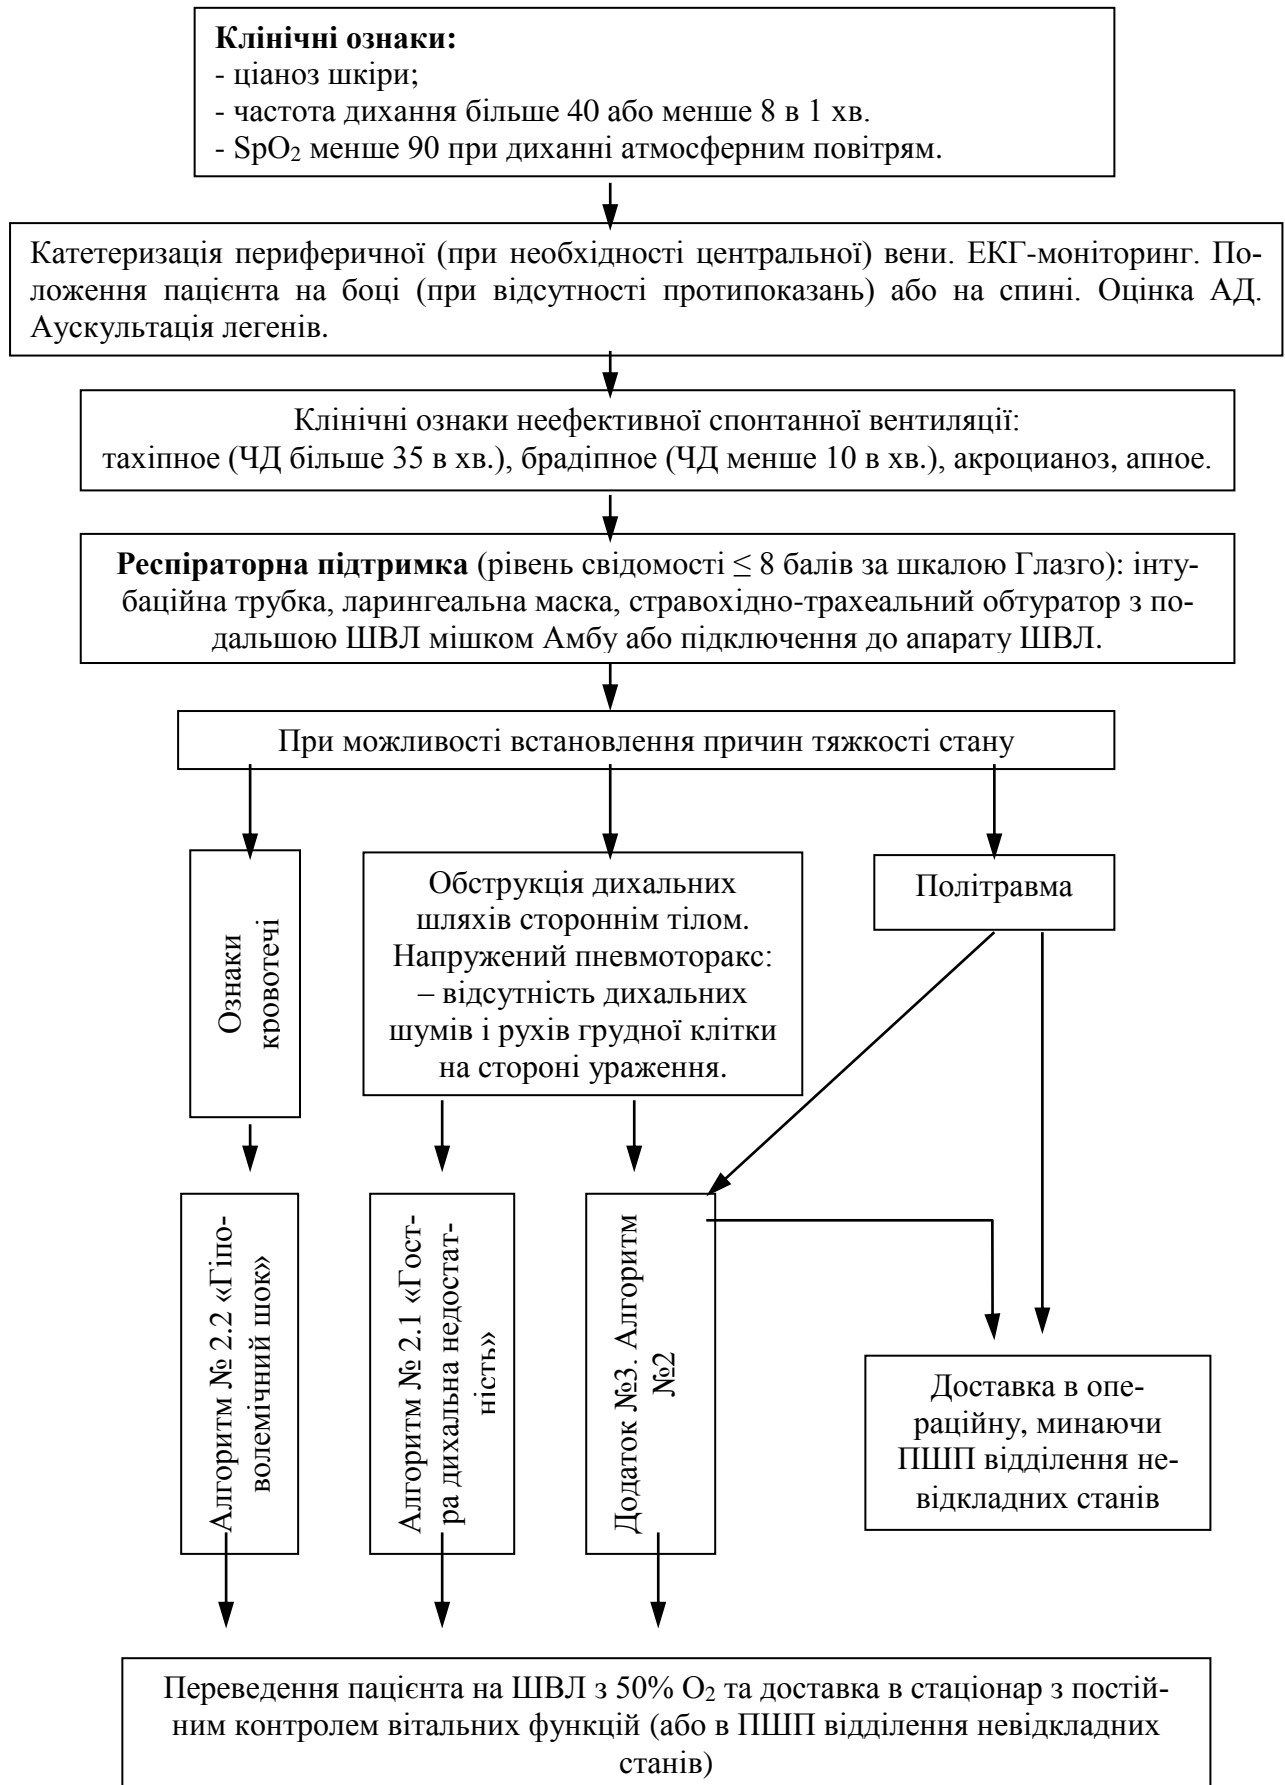 Клінічні ознаки:
- ціаноз шкіри;
- частота дихання більше 40 або менше 8 в 1 хв.
- SpO₂ менше 90 при диханні атмосферним повітрям.
Катетеризація периферичної (при необхідності центральної) вени. ЕКГ-моніторинг. По-
ложення пацієнта на боці (при відсутності протипоказань) або на спині. Оцінка АД.
Аускультація легенів.
Клінічні ознаки неефективної спонтанної вентиляції:
тахіпное (ЧД більше 35 в хв.), брадіпное (ЧД менше 10 в хв.), акроцианоз, апное.
Респіраторна підтримка (рівень свідомості ≤ 8 балів за шкалою Глазго): інту-
баційна трубка, ларингеальна маска, стравохідно-трахеальний обтуратор з по-
дальшою ШВЛ мішком Амбу або підключення до апарату ШВЛ.
При можливості встановлення причин тяжкості стану
Ознаки
кровотечі
Обструкція дихальних
шляхів стороннім тілом.
Напружений пневмоторакс:
– відсутність дихальних
шумів і рухів грудної клітки
на стороні ураження.
Політравма
Алгоритм № 2.2 «Гіпо-
волемічний шок»
Алгоритм № 2.1 «Гост-
ра дихальна недостат-
ність»
Додаток №3. Алгоритм
№2
Доставка в опе-
раційну, минаючи
ПШП відділення не-
відкладних станів
Переведення пацієнта на ШВЛ з 50% О₂ та доставка в стаціонар з постій-
ним контролем вітальних функцій (або в ПШП відділення невідкладних
станів)